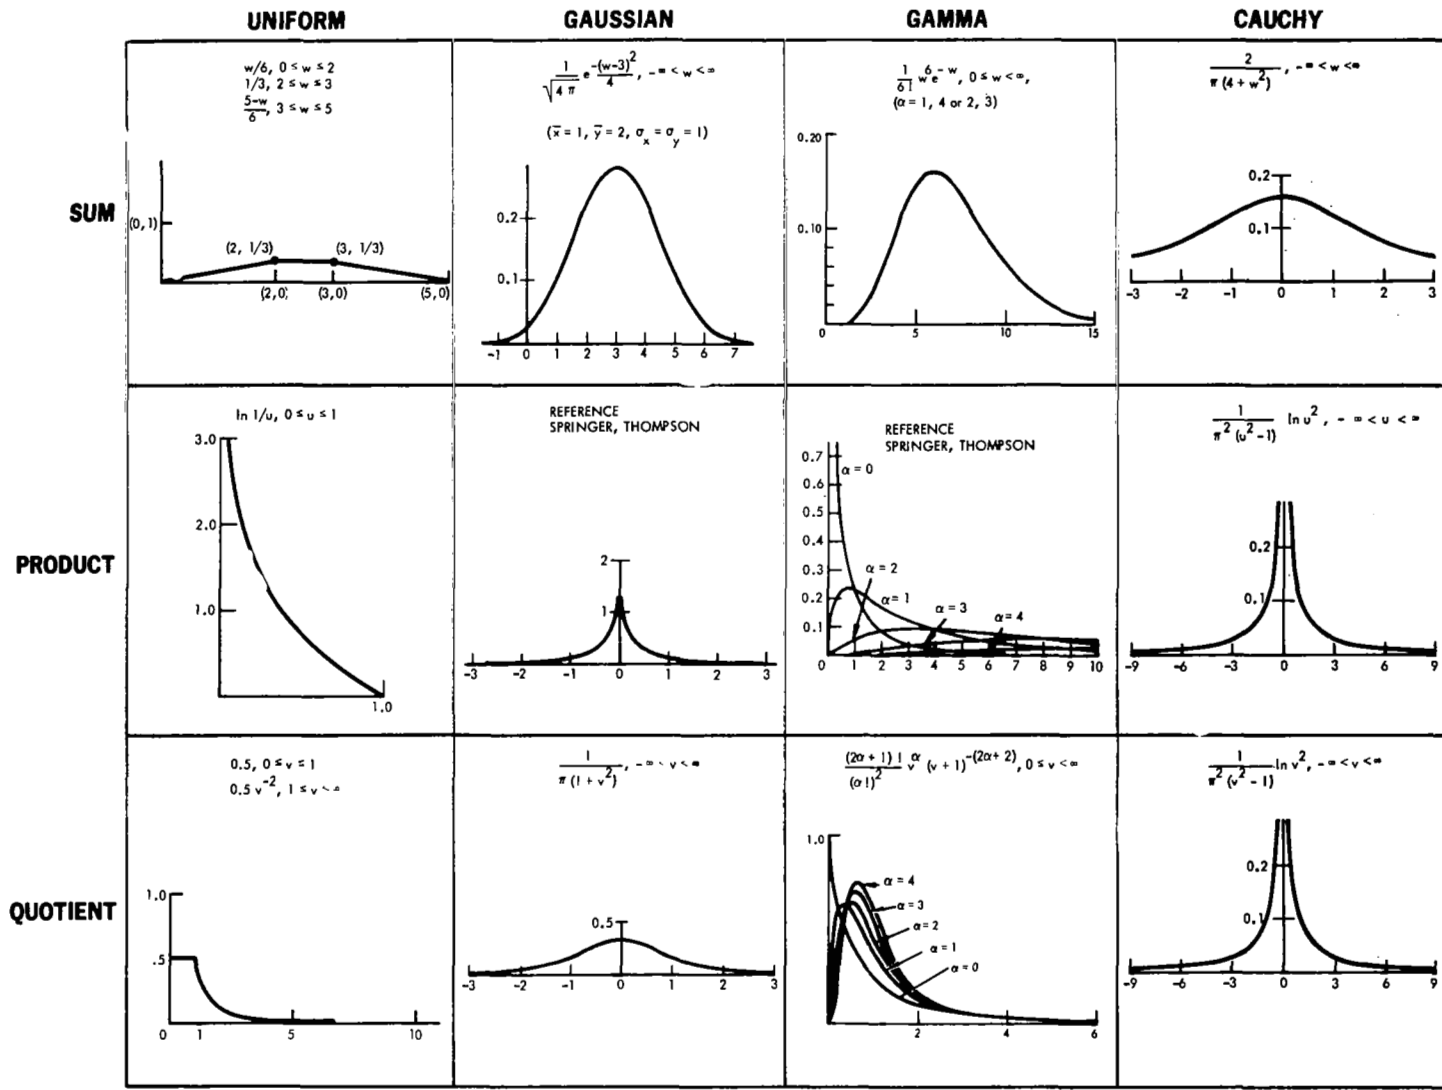 UNIFORM GAUSSIAN GAMMA CAUCHY
SUM
w/6, 0 ≤ w ≤ 2
1/3, 2 ≤ w ≤ 3
5-w/6, 3 ≤ w ≤ 5
(0, 1)
(2, 1/3) (3, 1/3)
(2,0) (3,0) (5,0)
1/√4π e^-(w-3)²/4, -∞ < w < ∞
(x̄ = 1, ȳ = 2, σx = σy = 1)
0.2
0.1
-1 0 1 2 3 4 5 6 7
1/6! w⁶ e^-w, 0 ≤ w < ∞,
(α = 1, 4 or 2, 3)
0.20
0.10
0 5 10 15
2/π (4 + w²), -∞ < w < ∞
0.2
0.1
-3 -2 -1 0 1 2 3
PRODUCT
ln 1/u, 0 ≤ u ≤ 1
3.0
2.0
1.0
1.0
REFERENCE
SPRINGER, THOMPSON
2
1
-3 -2 -1 0 1 2 3
REFERENCE
SPRINGER, THOMPSON
0.7
0.6
0.5
0.4
0.3
0.2
0.1
α = 0
α = 2
α = 1
α = 3
α = 4
0 1 2 3 4 5 6 7 8 9 10
1/π² (u² -1) ln u², - ∞ < u < ∞
0.2
0.1
-9 -6 -3 0 3 6 9
QUOTIENT
0.5, 0 ≤ v ≤ 1
0.5 v⁻², 1 ≤ v < ∞
1.0
.5
0 1 5 10
1/π (1 + v²), -∞ < v < ∞
0.5
-3 -2 -1 0 1 2 3
(2α + 1) !/(α !)² v^α (v + 1)^-(2α + 2), 0 ≤ v < ∞
1.0
α = 4
α = 3
α = 2
α = 1
α = 0
2 4 6
1/π² (v² - 1) ln v², -∞ < v < ∞
0.2
0.1
-9 -6 -3 0 3 6 9